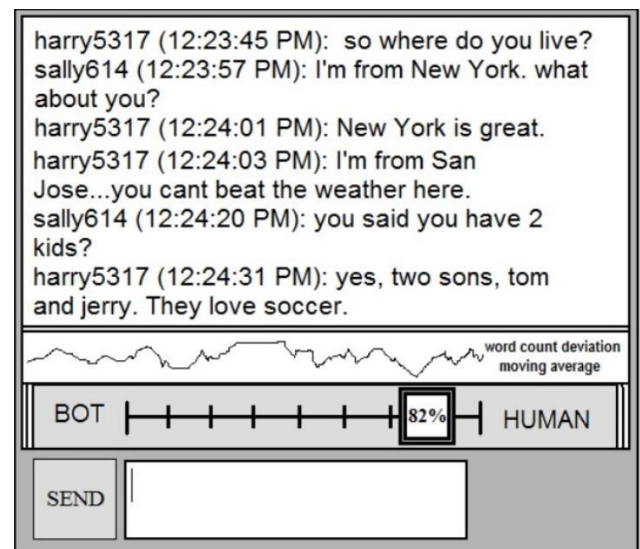 harry5317 (12:23:45 PM):  so where do you live?
sally614 (12:23:57 PM): I'm from New York. what
about you?
harry5317 (12:24:01 PM): New York is great.
harry5317 (12:24:03 PM): I'm from San
Jose...you cant beat the weather here.
sally614 (12:24:20 PM): you said you have 2
kids?
harry5317 (12:24:31 PM): yes, two sons, tom
and jerry. They love soccer.
word count deviation
moving average
BOT 82% HUMAN
SEND